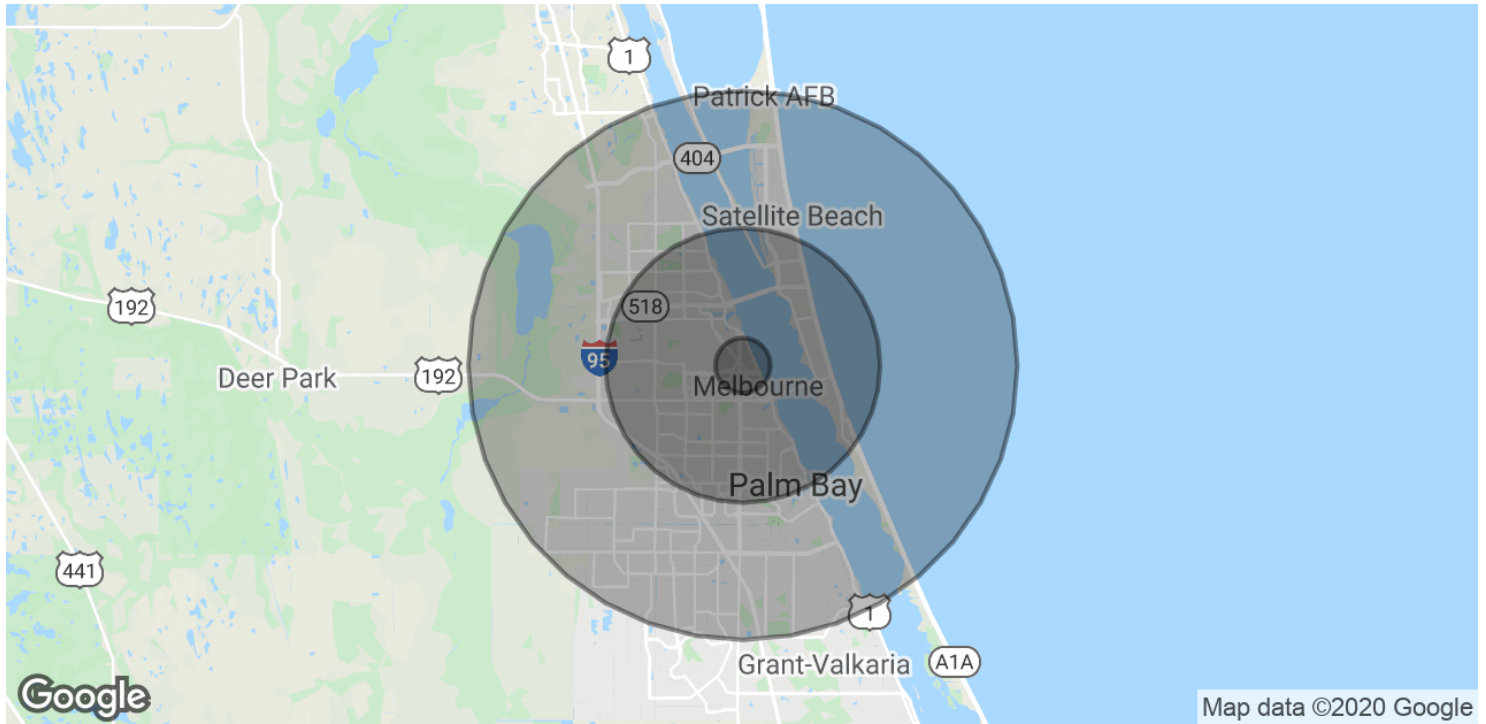 1
Patrick AFB
404
Satellite Beach
192
518
95
Deer Park
192
Melbourne
Palm Bay
441
1
Grant-Valkaria
A1A
Google
Map data ©2020 Google